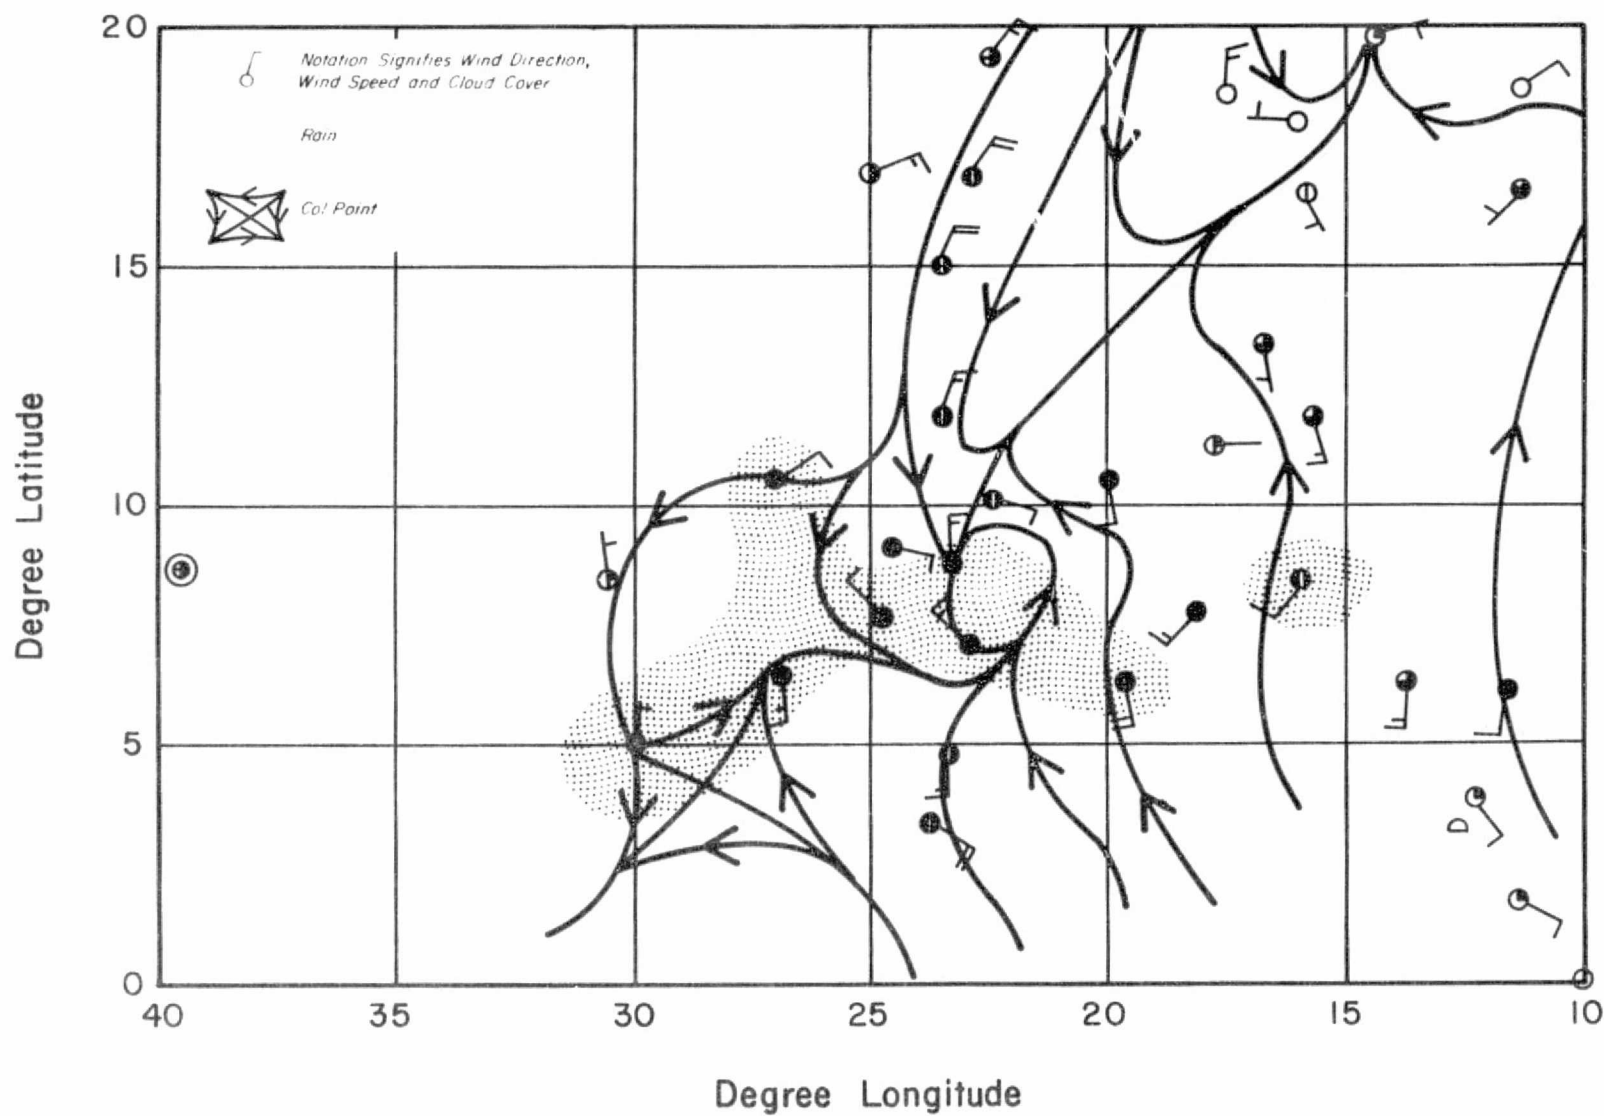 Notation Signifies Wind Direction,
Wind Speed and Cloud Cover
Rain
Col Point
20
15
10
5
0
40
35
30
25
20
15
10
D
Degree Latitude
Degree Longitude